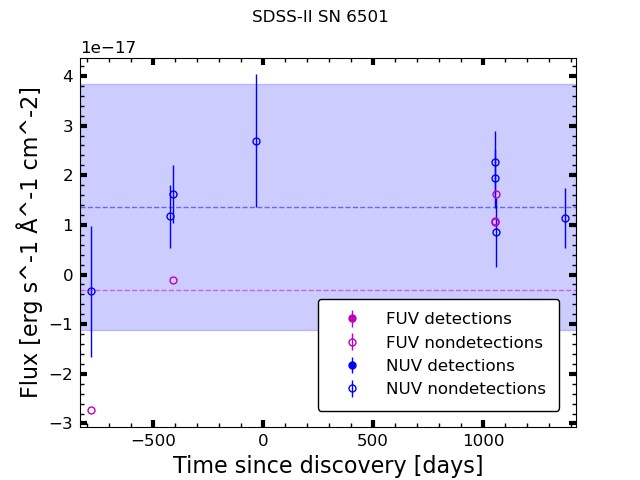 SDSS-II SN 6501
1e−17
4
3
2
1
0
−1
−2
−3
Flux [erg s^-1 Å^-1 cm^-2]
FUV detections
FUV nondetections
NUV detections
NUV nondetections
−500 0 500 1000
Time since discovery [days]